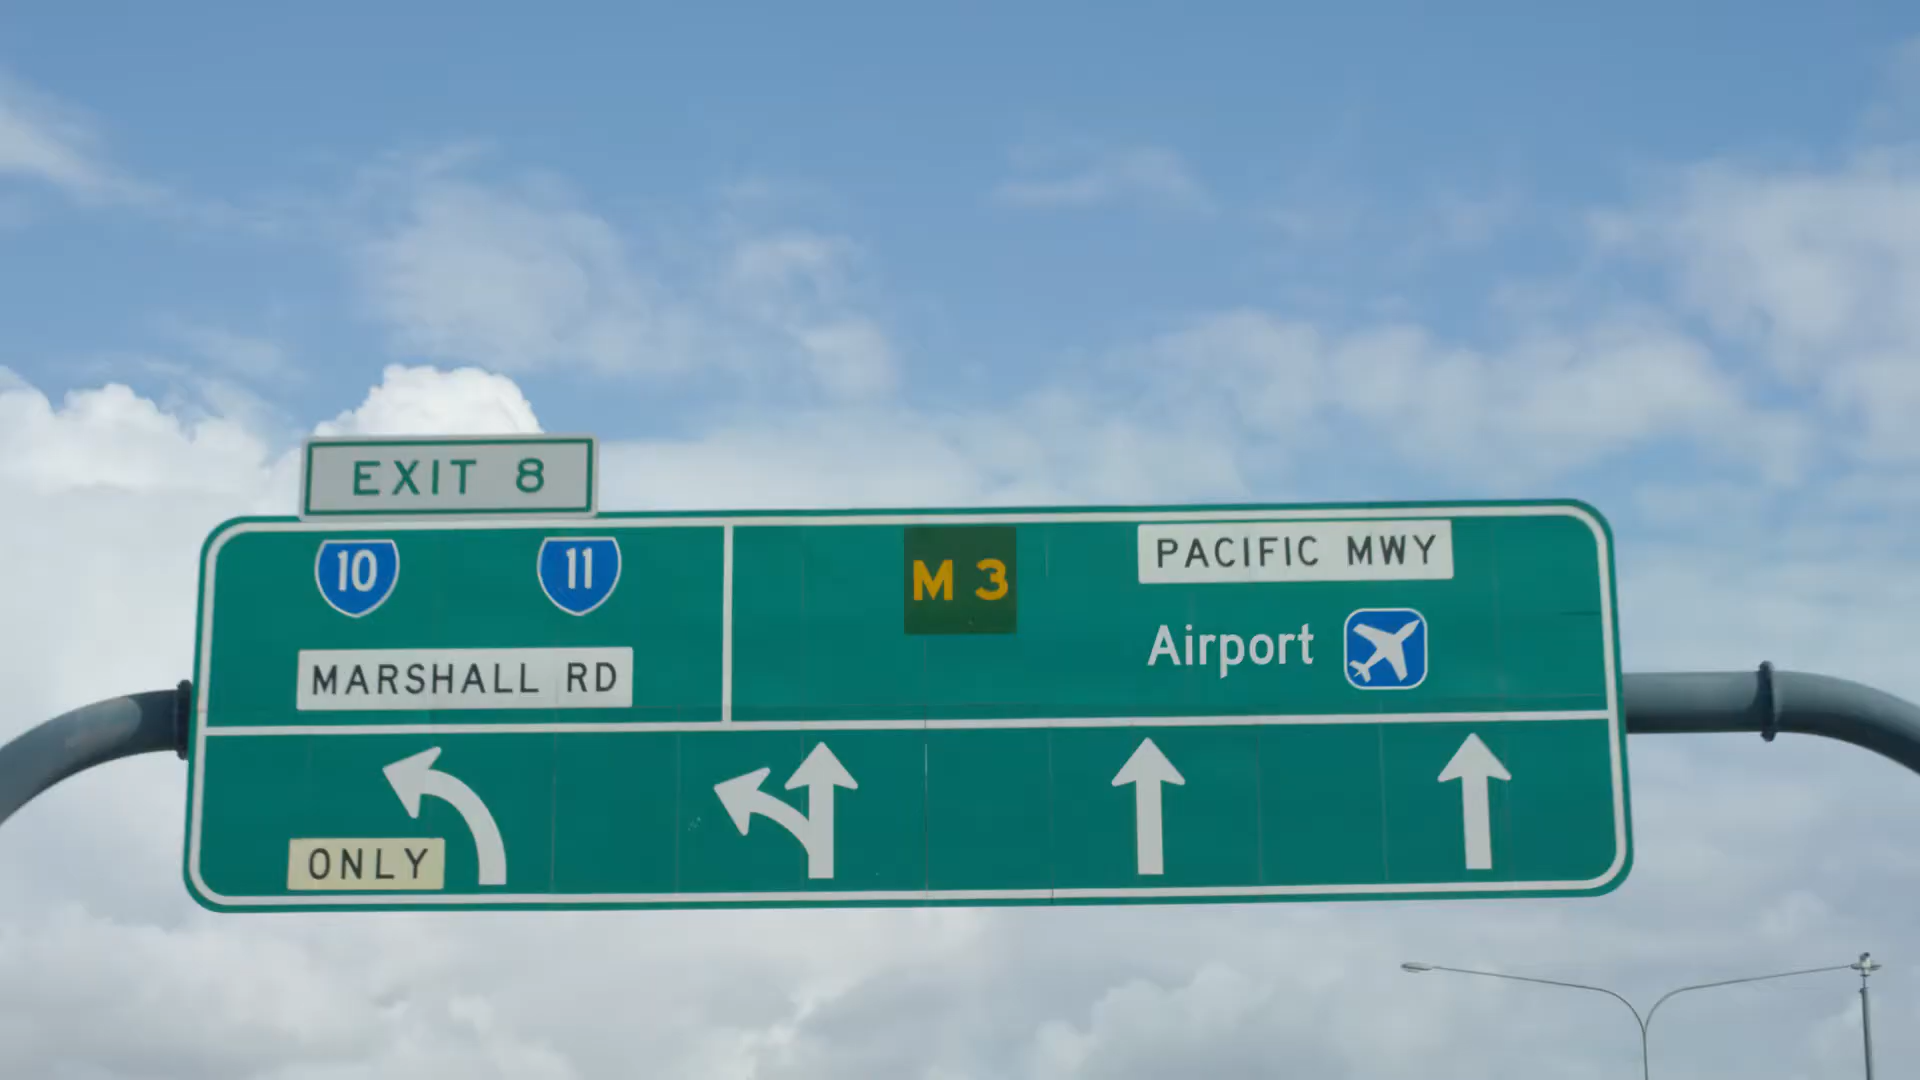 EXIT 8
10 11
MARSHALL RD
ONLY
M 3
PACIFIC MWY
Airport